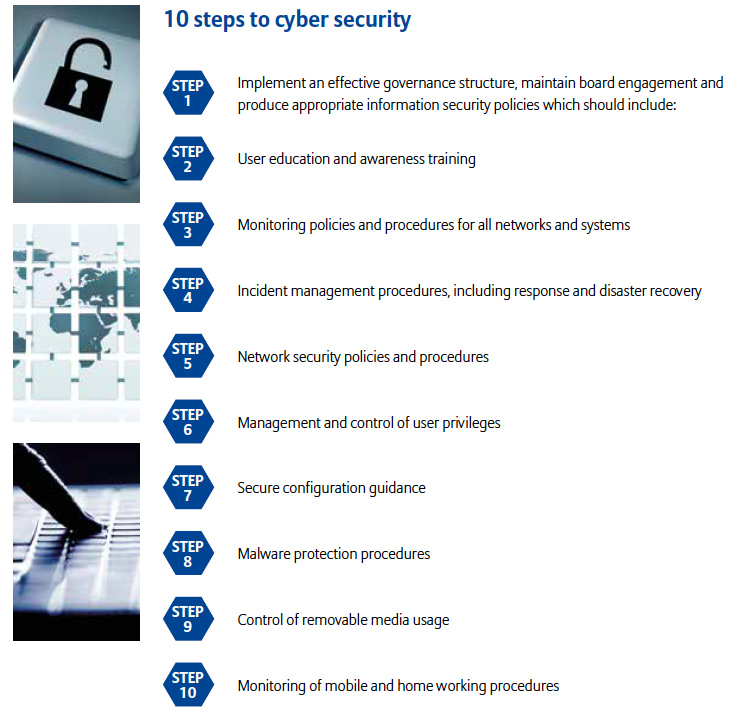 10 steps to cyber security
STEP
1
Implement an effective governance structure, maintain board engagement and
produce appropriate information security policies which should include:
STEP
2
User education and awareness training
STEP
3
Monitoring policies and procedures for all networks and systems
STEP
4
Incident management procedures, including response and disaster recovery
STEP
5
Network security policies and procedures
STEP
6
Management and control of user privileges
STEP
7
Secure configuration guidance
STEP
8
Malware protection procedures
STEP
9
Control of removable media usage
STEP
10
Monitoring of mobile and home working procedures